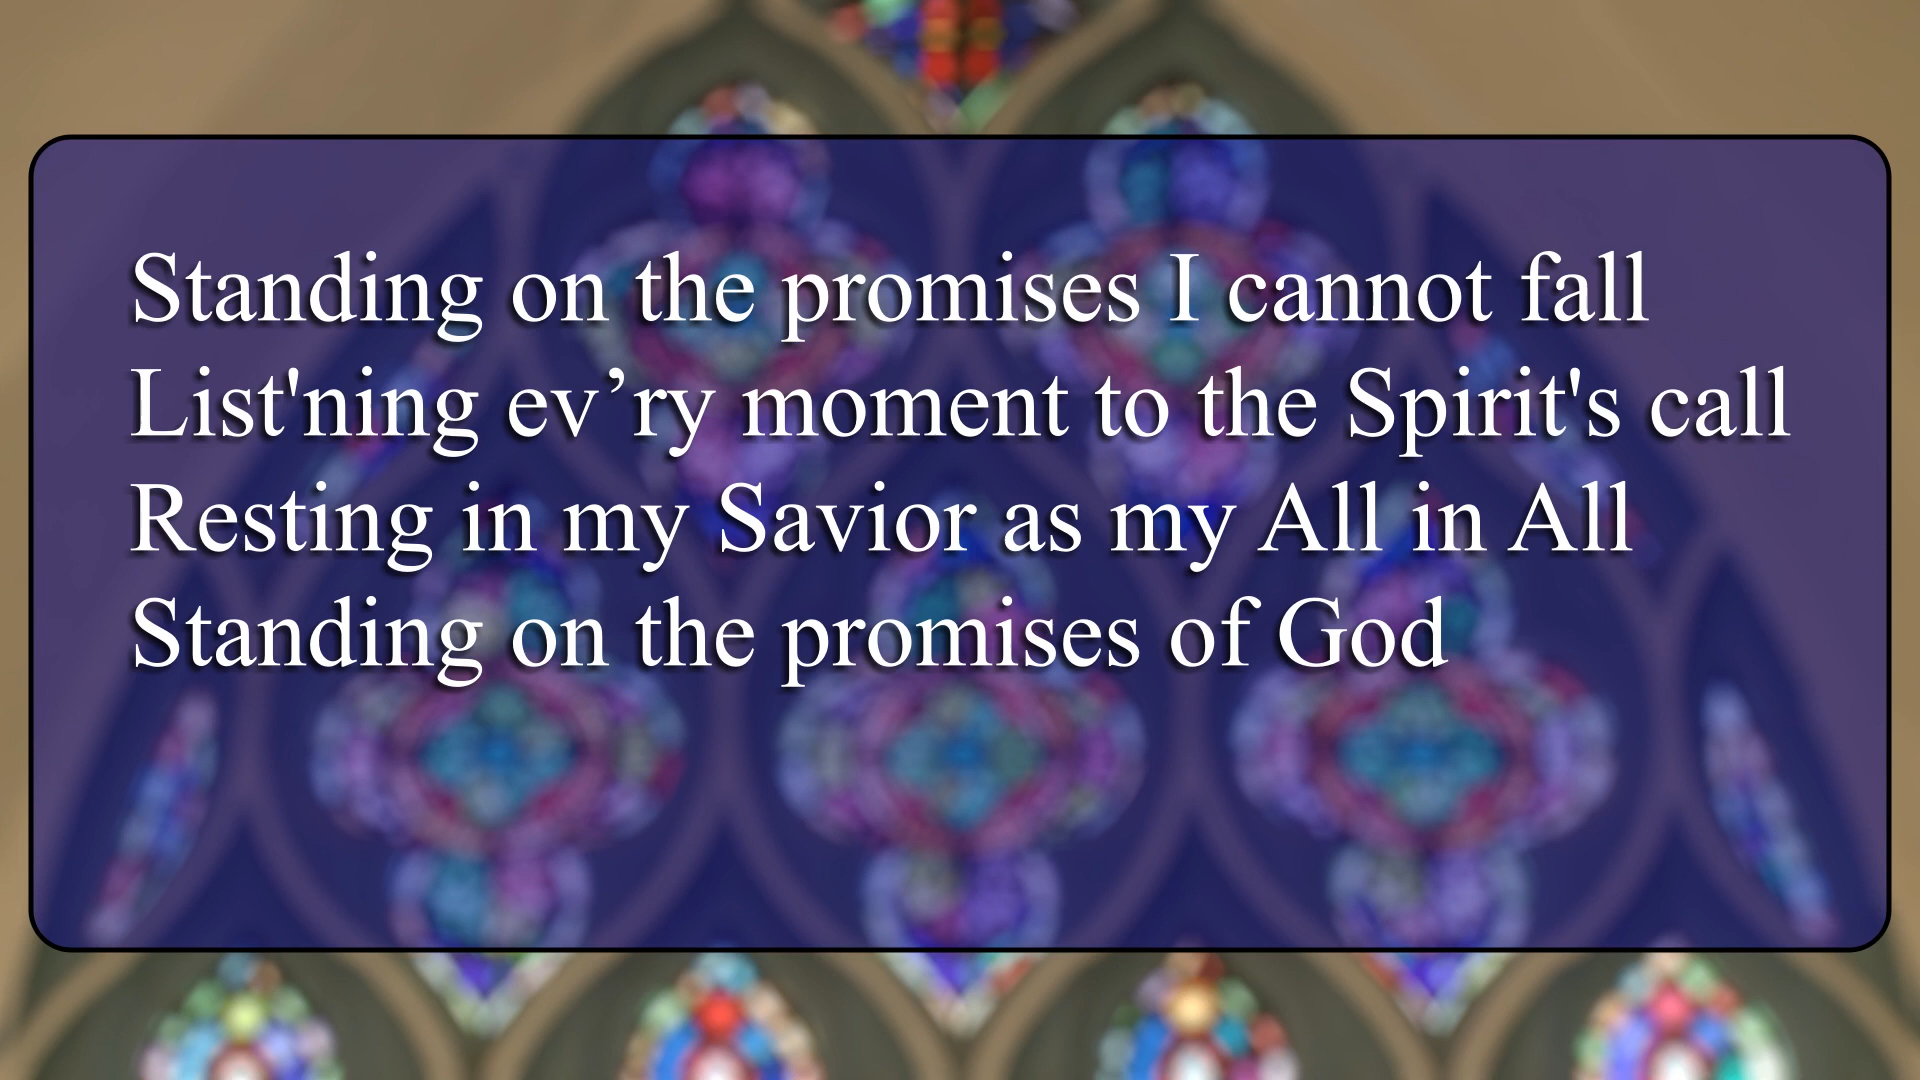 Standing on the promises I cannot fall
List'ning ev’ry moment to the Spirit's call
Resting in my Savior as my All in All
Standing on the promises of God